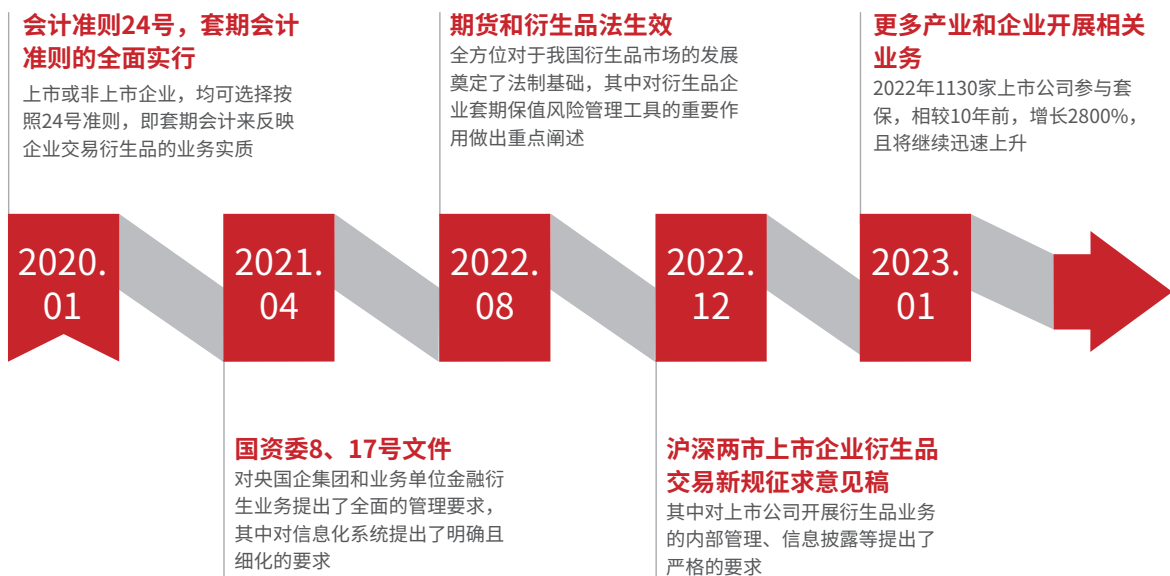 会计准则24号，套期会计
准则的全面实行
上市或非上市企业，均可选择按
照24号准则，即套期会计来反映
企业交易衍生品的业务实质
期货和衍生品法生效
全方位对于我国衍生品市场的发展
奠定了法制基础，其中对衍生品企
业套期保值风险管理工具的重要作
用做出重点阐述
更多产业和企业开展相关
业务
2022年1130家上市公司参与套
保，相较10年前，增长2800%，
且将继续迅速上升
2020.
01
2021.
04
2022.
08
2022.
12
2023.
01
国资委8、17号文件
对央国企集团和业务单位金融衍
生业务提出了全面的管理要求，
其中对信息化系统提出了明确且
细化的要求
沪深两市上市企业衍生品
交易新规征求意见稿
其中对上市公司开展衍生品业务
的内部管理、信息披露等提出了
严格的要求